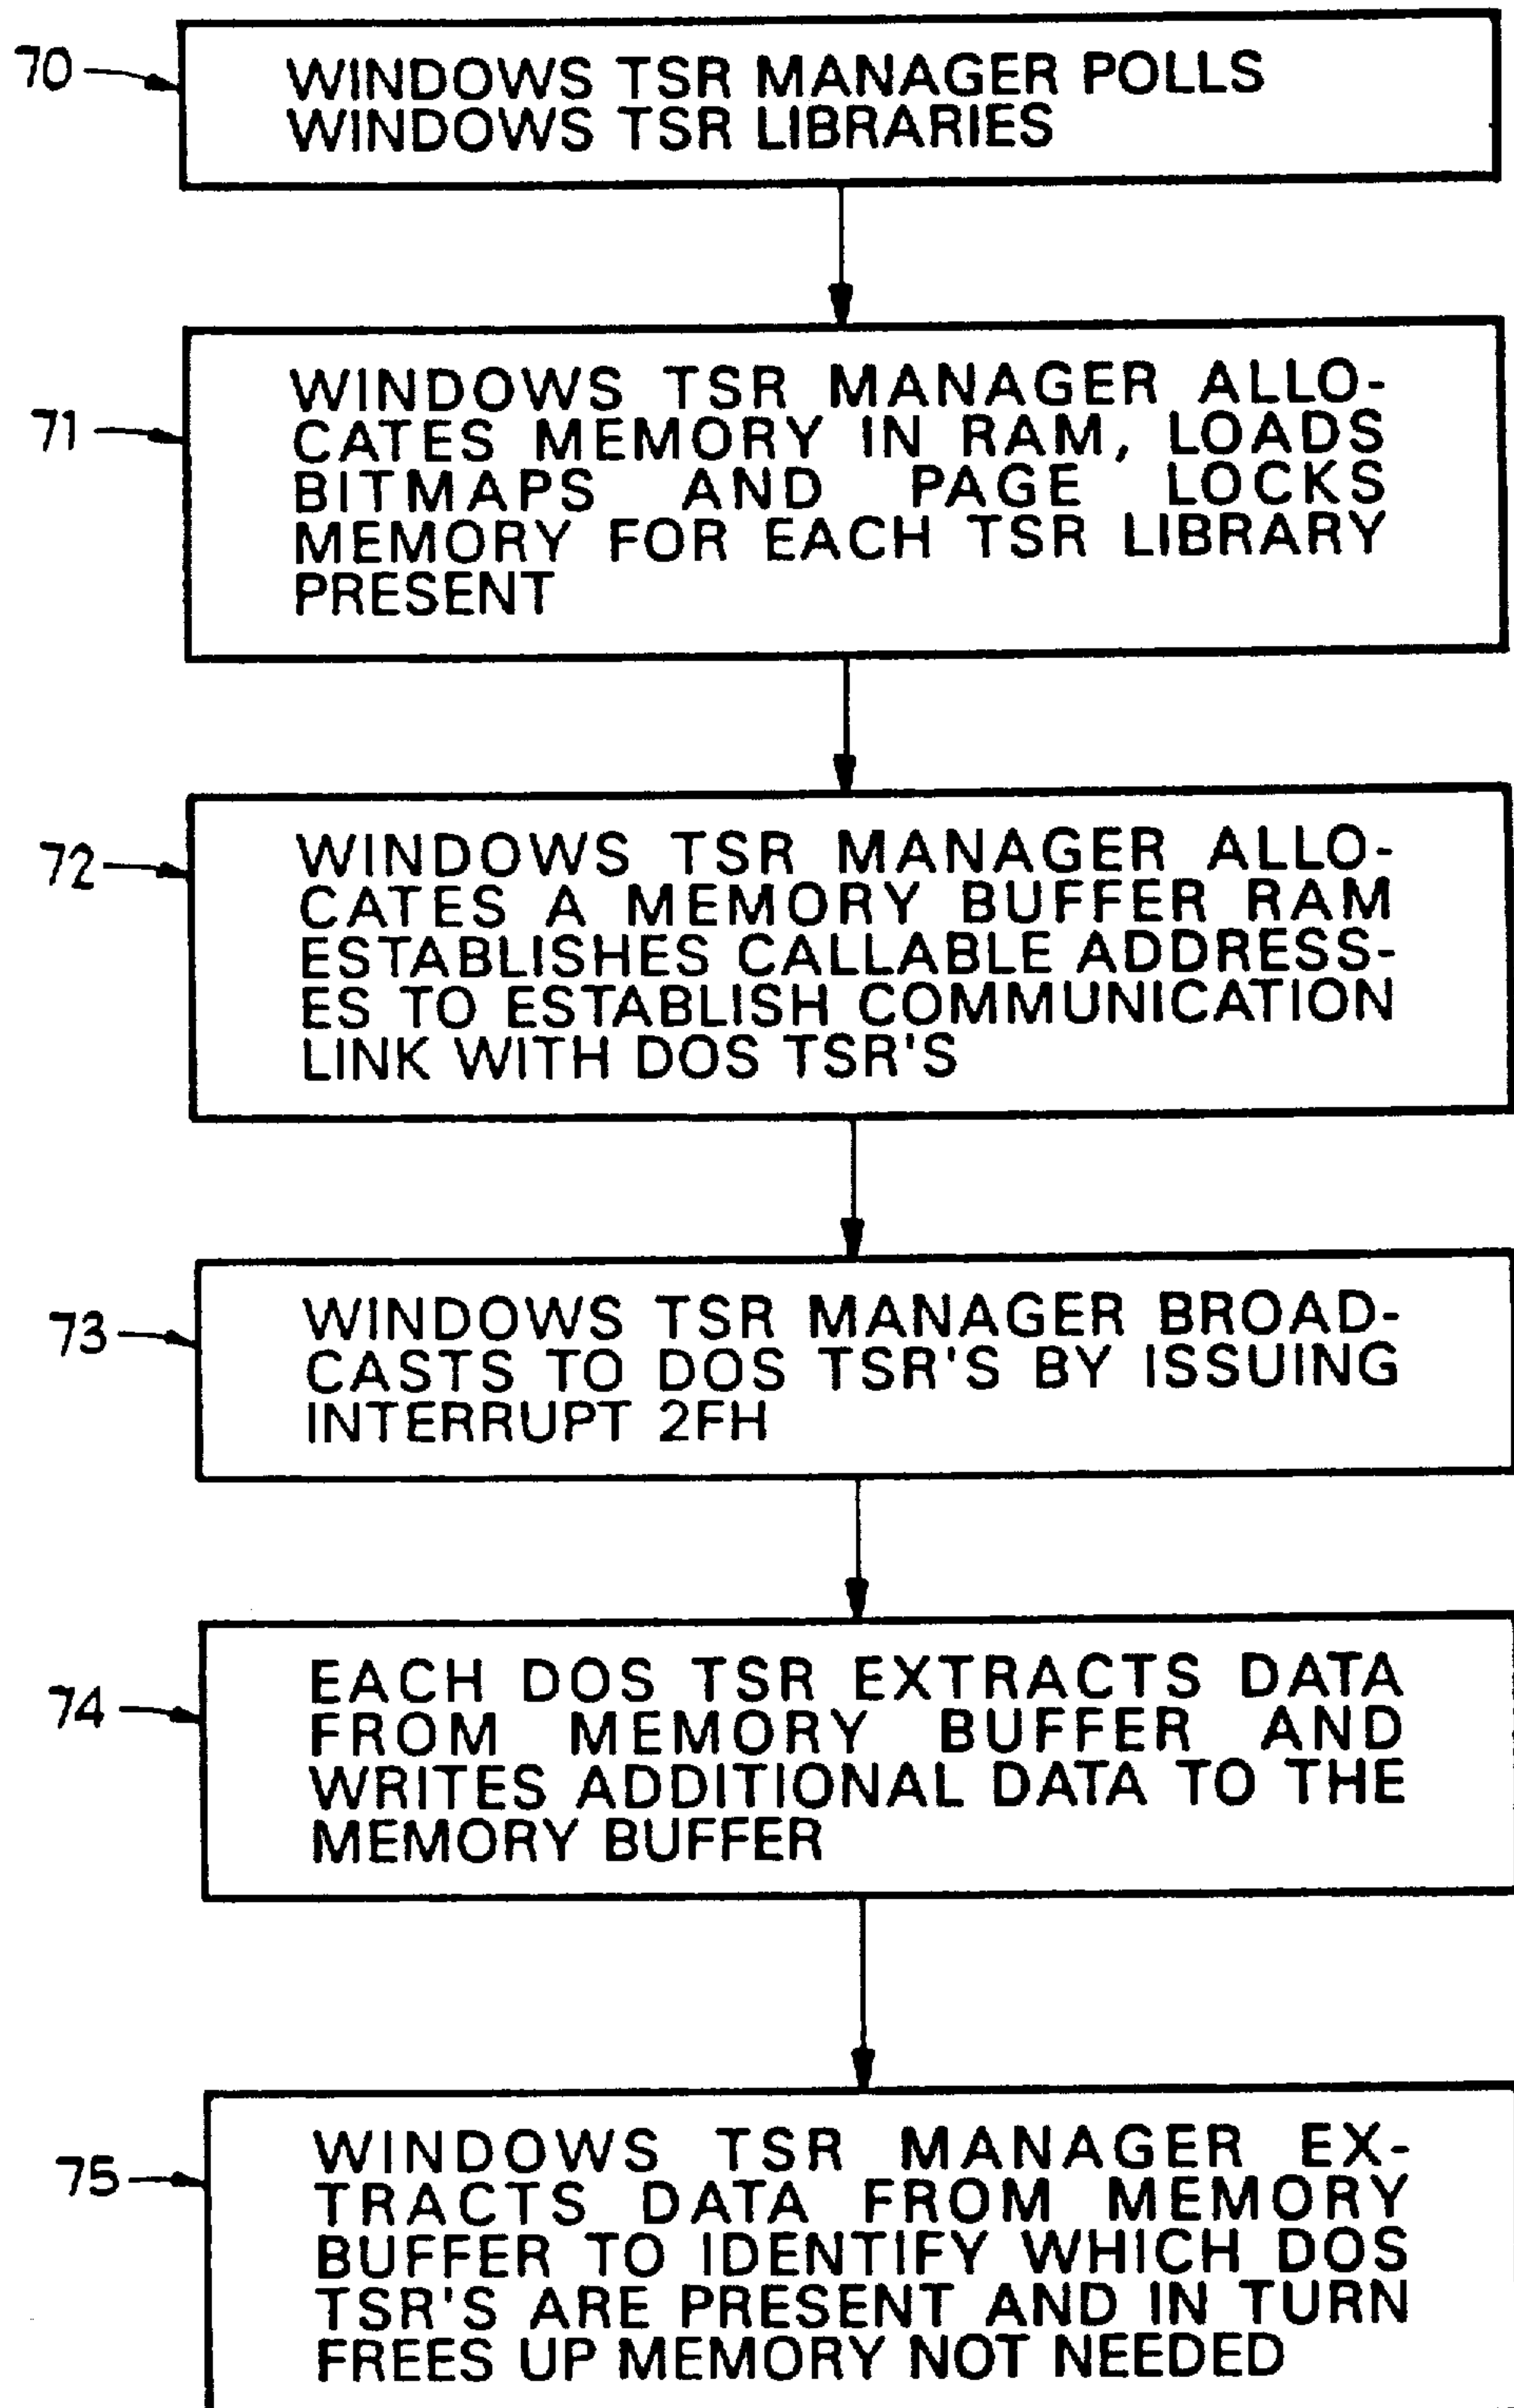 70
WINDOWS TSR MANAGER POLLS
WINDOWS TSR LIBRARIES
71
WINDOWS TSR MANAGER ALLO-
CATES MEMORY IN RAM, LOADS
BITMAPS AND PAGE LOCKS
MEMORY FOR EACH TSR LIBRARY
PRESENT
72
WINDOWS TSR MANAGER ALLO-
CATES A MEMORY BUFFER RAM
ESTABLISHES CALLABLE ADDRESS-
ES TO ESTABLISH COMMUNICATION
LINK WITH DOS TSR'S
73
WINDOWS TSR MANAGER BROAD-
CASTS TO DOS TSR'S BY ISSUING
INTERRUPT 2FH
74
EACH DOS TSR EXTRACTS DATA
FROM MEMORY BUFFER AND
WRITES ADDITIONAL DATA TO THE
MEMORY BUFFER
75
WINDOWS TSR MANAGER EX-
TRACTS DATA FROM MEMORY
BUFFER TO IDENTIFY WHICH DOS
TSR'S ARE PRESENT AND IN TURN
FREES UP MEMORY NOT NEEDED